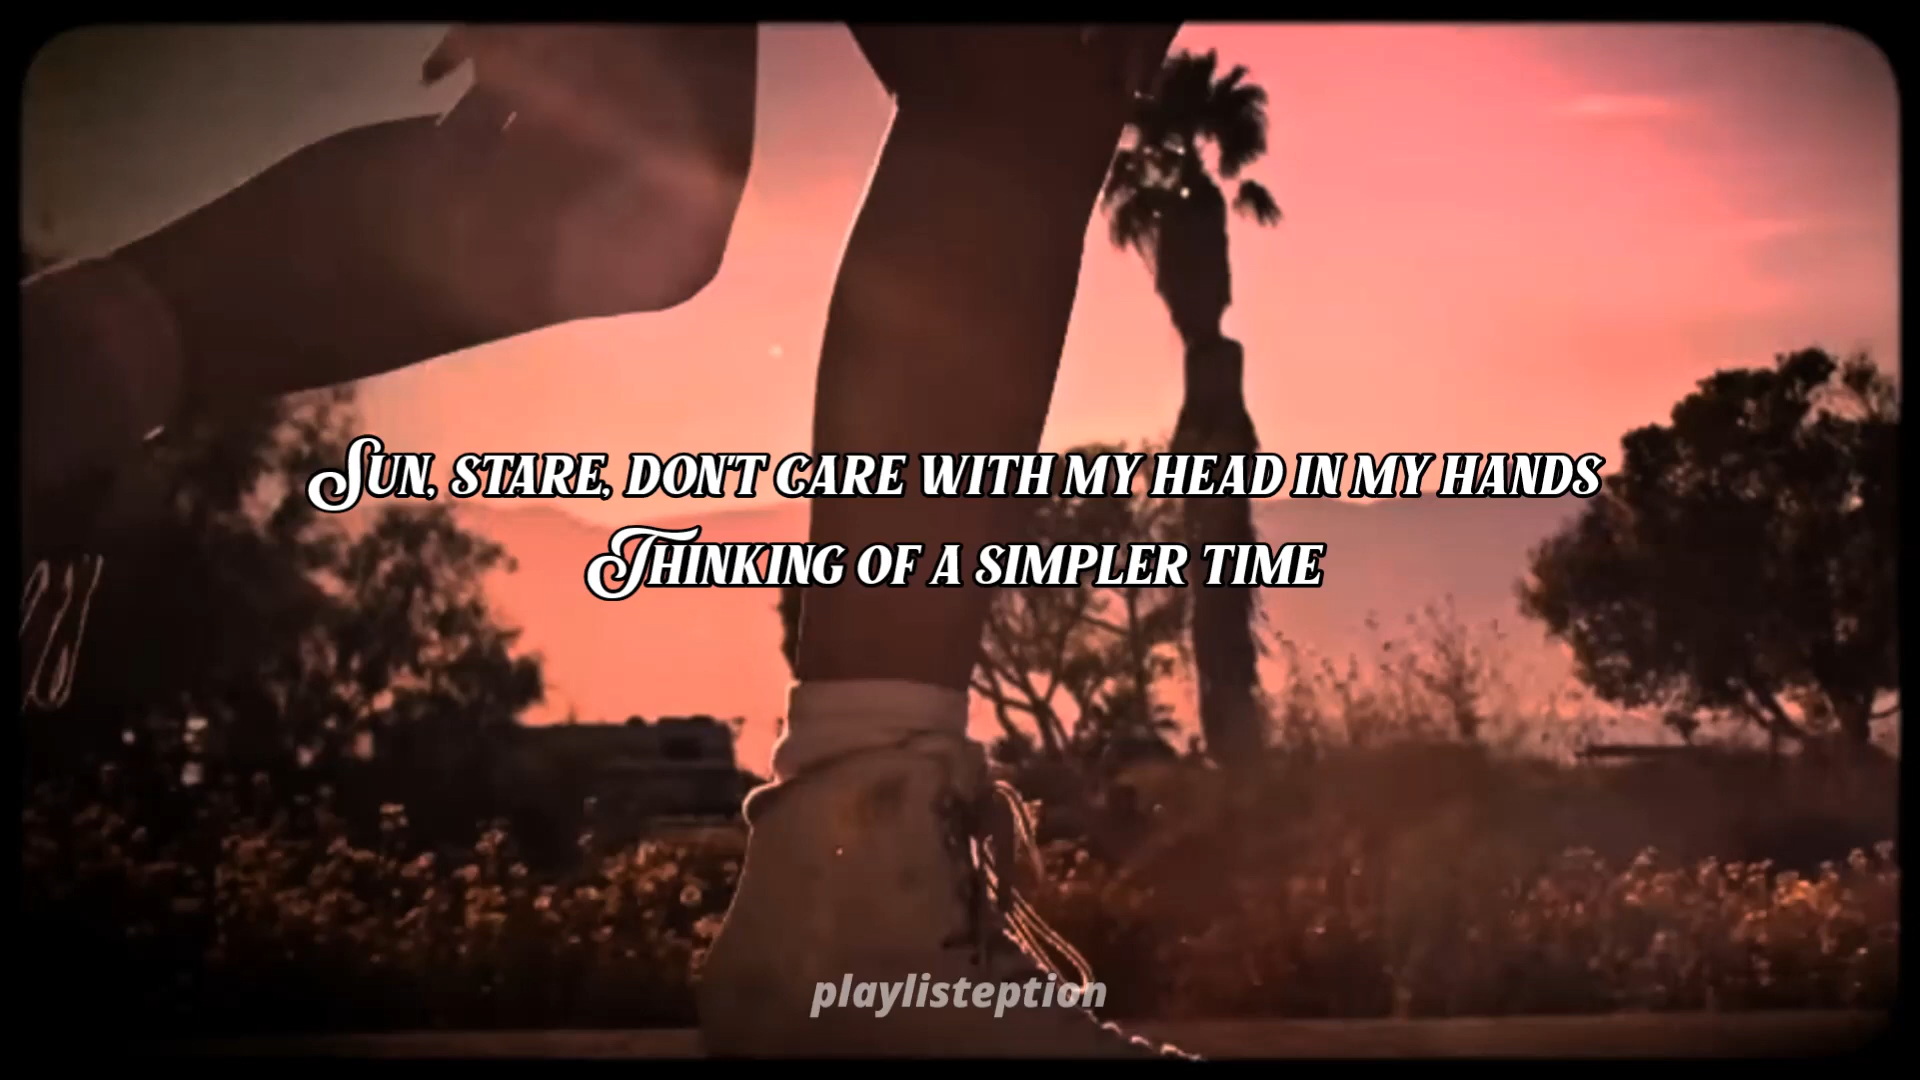 Sun, stare, don't care with my head in my hands
Thinking of a simpler time
playlisteption